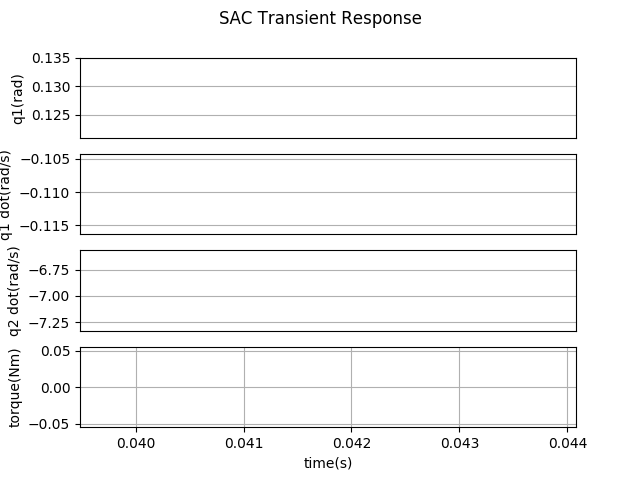 SAC Transient Response
q1(rad)
0.135
0.130
0.125
q1 dot(rad/s)
−0.105
−0.110
−0.115
q2 dot(rad/s)
−6.75
−7.00
−7.25
torque(Nm)
0.05
0.00
−0.05
0.040 0.041 0.042 0.043 0.044
time(s)